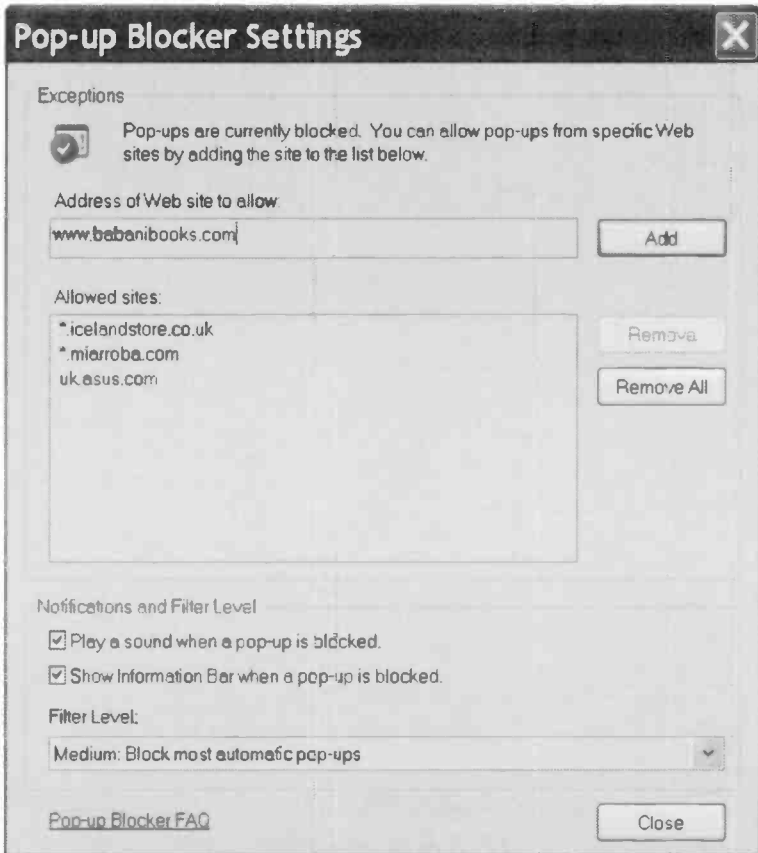 Pop-up Blocker Settings
Exceptions
Pop-ups are currently blocked. You can allow pop-ups from specific Web
sites by adding the site to the list below.
Address of Web site to allow:
www.babanibooks.com
Add
Allowed sites:
*.icelandstore.co.uk
*.miarroba.com
uk.asus.com
Remove
Remove All
Notifications and Filter Level
Play a sound when a pop-up is blocked.
Show Information Bar when a pop-up is blocked.
Filter Level:
Medium: Block most automatic pop-ups
Pop-up Blocker FAQ
Close